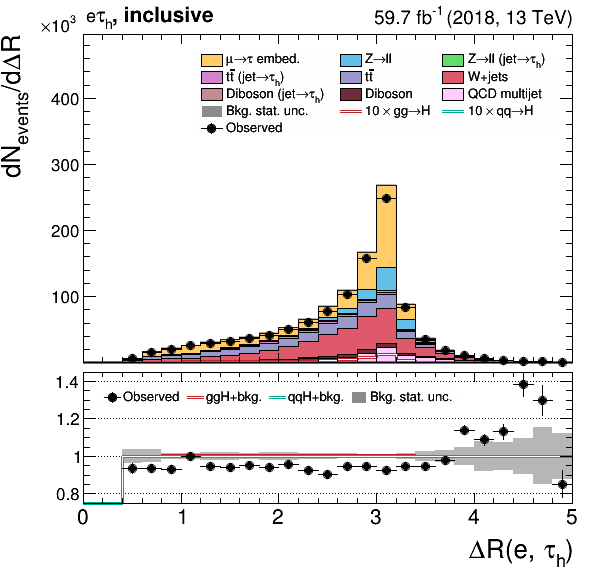 ×10³ eτₕ, inclusive 59.7 fb⁻¹ (2018, 13 TeV)
dN_events/dΔR
μ→τ embed. Z→ll Z→ll (jet→τₕ)
tt̄ (jet→τₕ) tt̄ W+jets
Diboson (jet→τₕ) Diboson QCD multijet
Bkg. stat. unc. 10×gg→H 10×qq→H
Observed
400
300
200
100
Observed ggH+bkg. qqH+bkg. Bkg. stat. unc.
1.4
1.2
1
0.8
0 1 2 3 4 5
ΔR(e, τₕ)